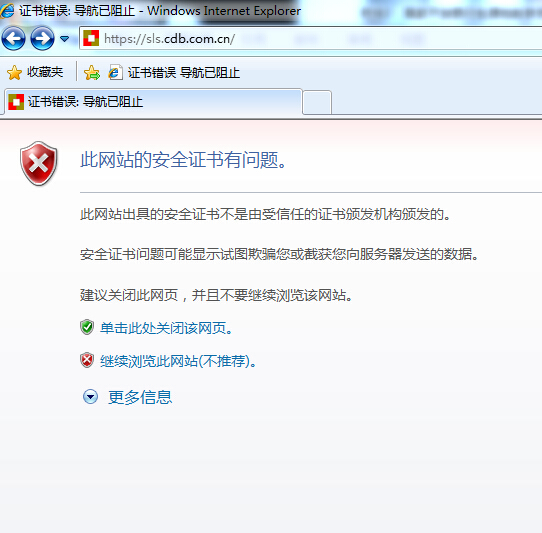 证书错误: 导航已阻止 - Windows Internet Explorer
https://sls.cdb.com.cn/
收藏夹
证书错误 导航已阻止
证书错误: 导航已阻止
此网站的安全证书有问题。
此网站出具的安全证书不是由受信任的证书颁发机构颁发的。
安全证书问题可能显示试图欺骗您或截获您向服务器发送的数据。
建议关闭此网页，并且不要继续浏览该网站。
单击此处关闭该网页。
继续浏览此网站(不推荐)。
更多信息